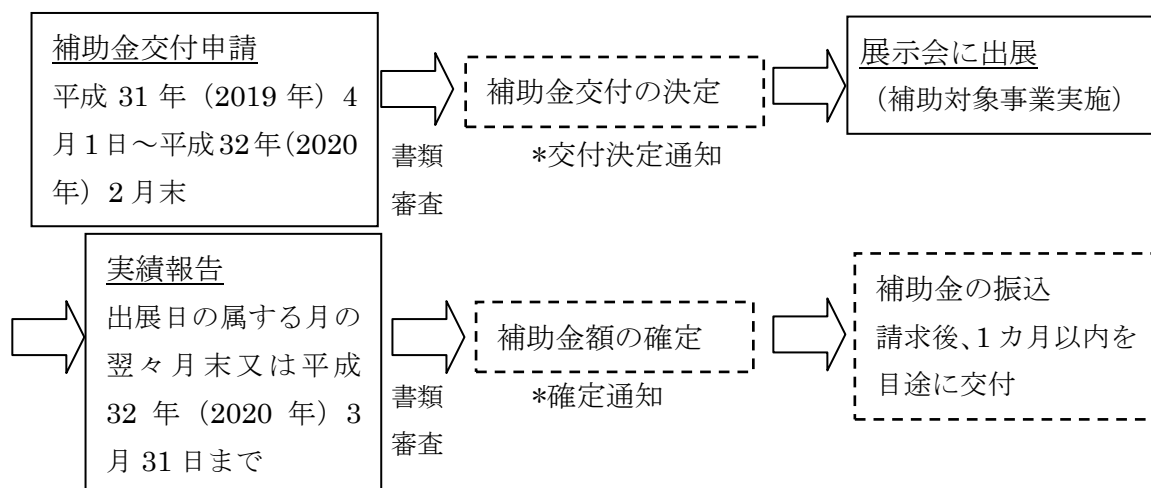 補助金交付申請
平成 31 年（2019 年）4
月1日～平成32年（2020
年）2 月末
書類
審査
補助金交付の決定
*交付決定通知
展示会に出展
（補助対象事業実施）
実績報告
出展日の属する月の
翌々月末又は平成
32 年（2020 年）3
月 31 日まで
書類
審査
補助金額の確定
*確定通知
補助金の振込
請求後、1 カ月以内を
目途に交付